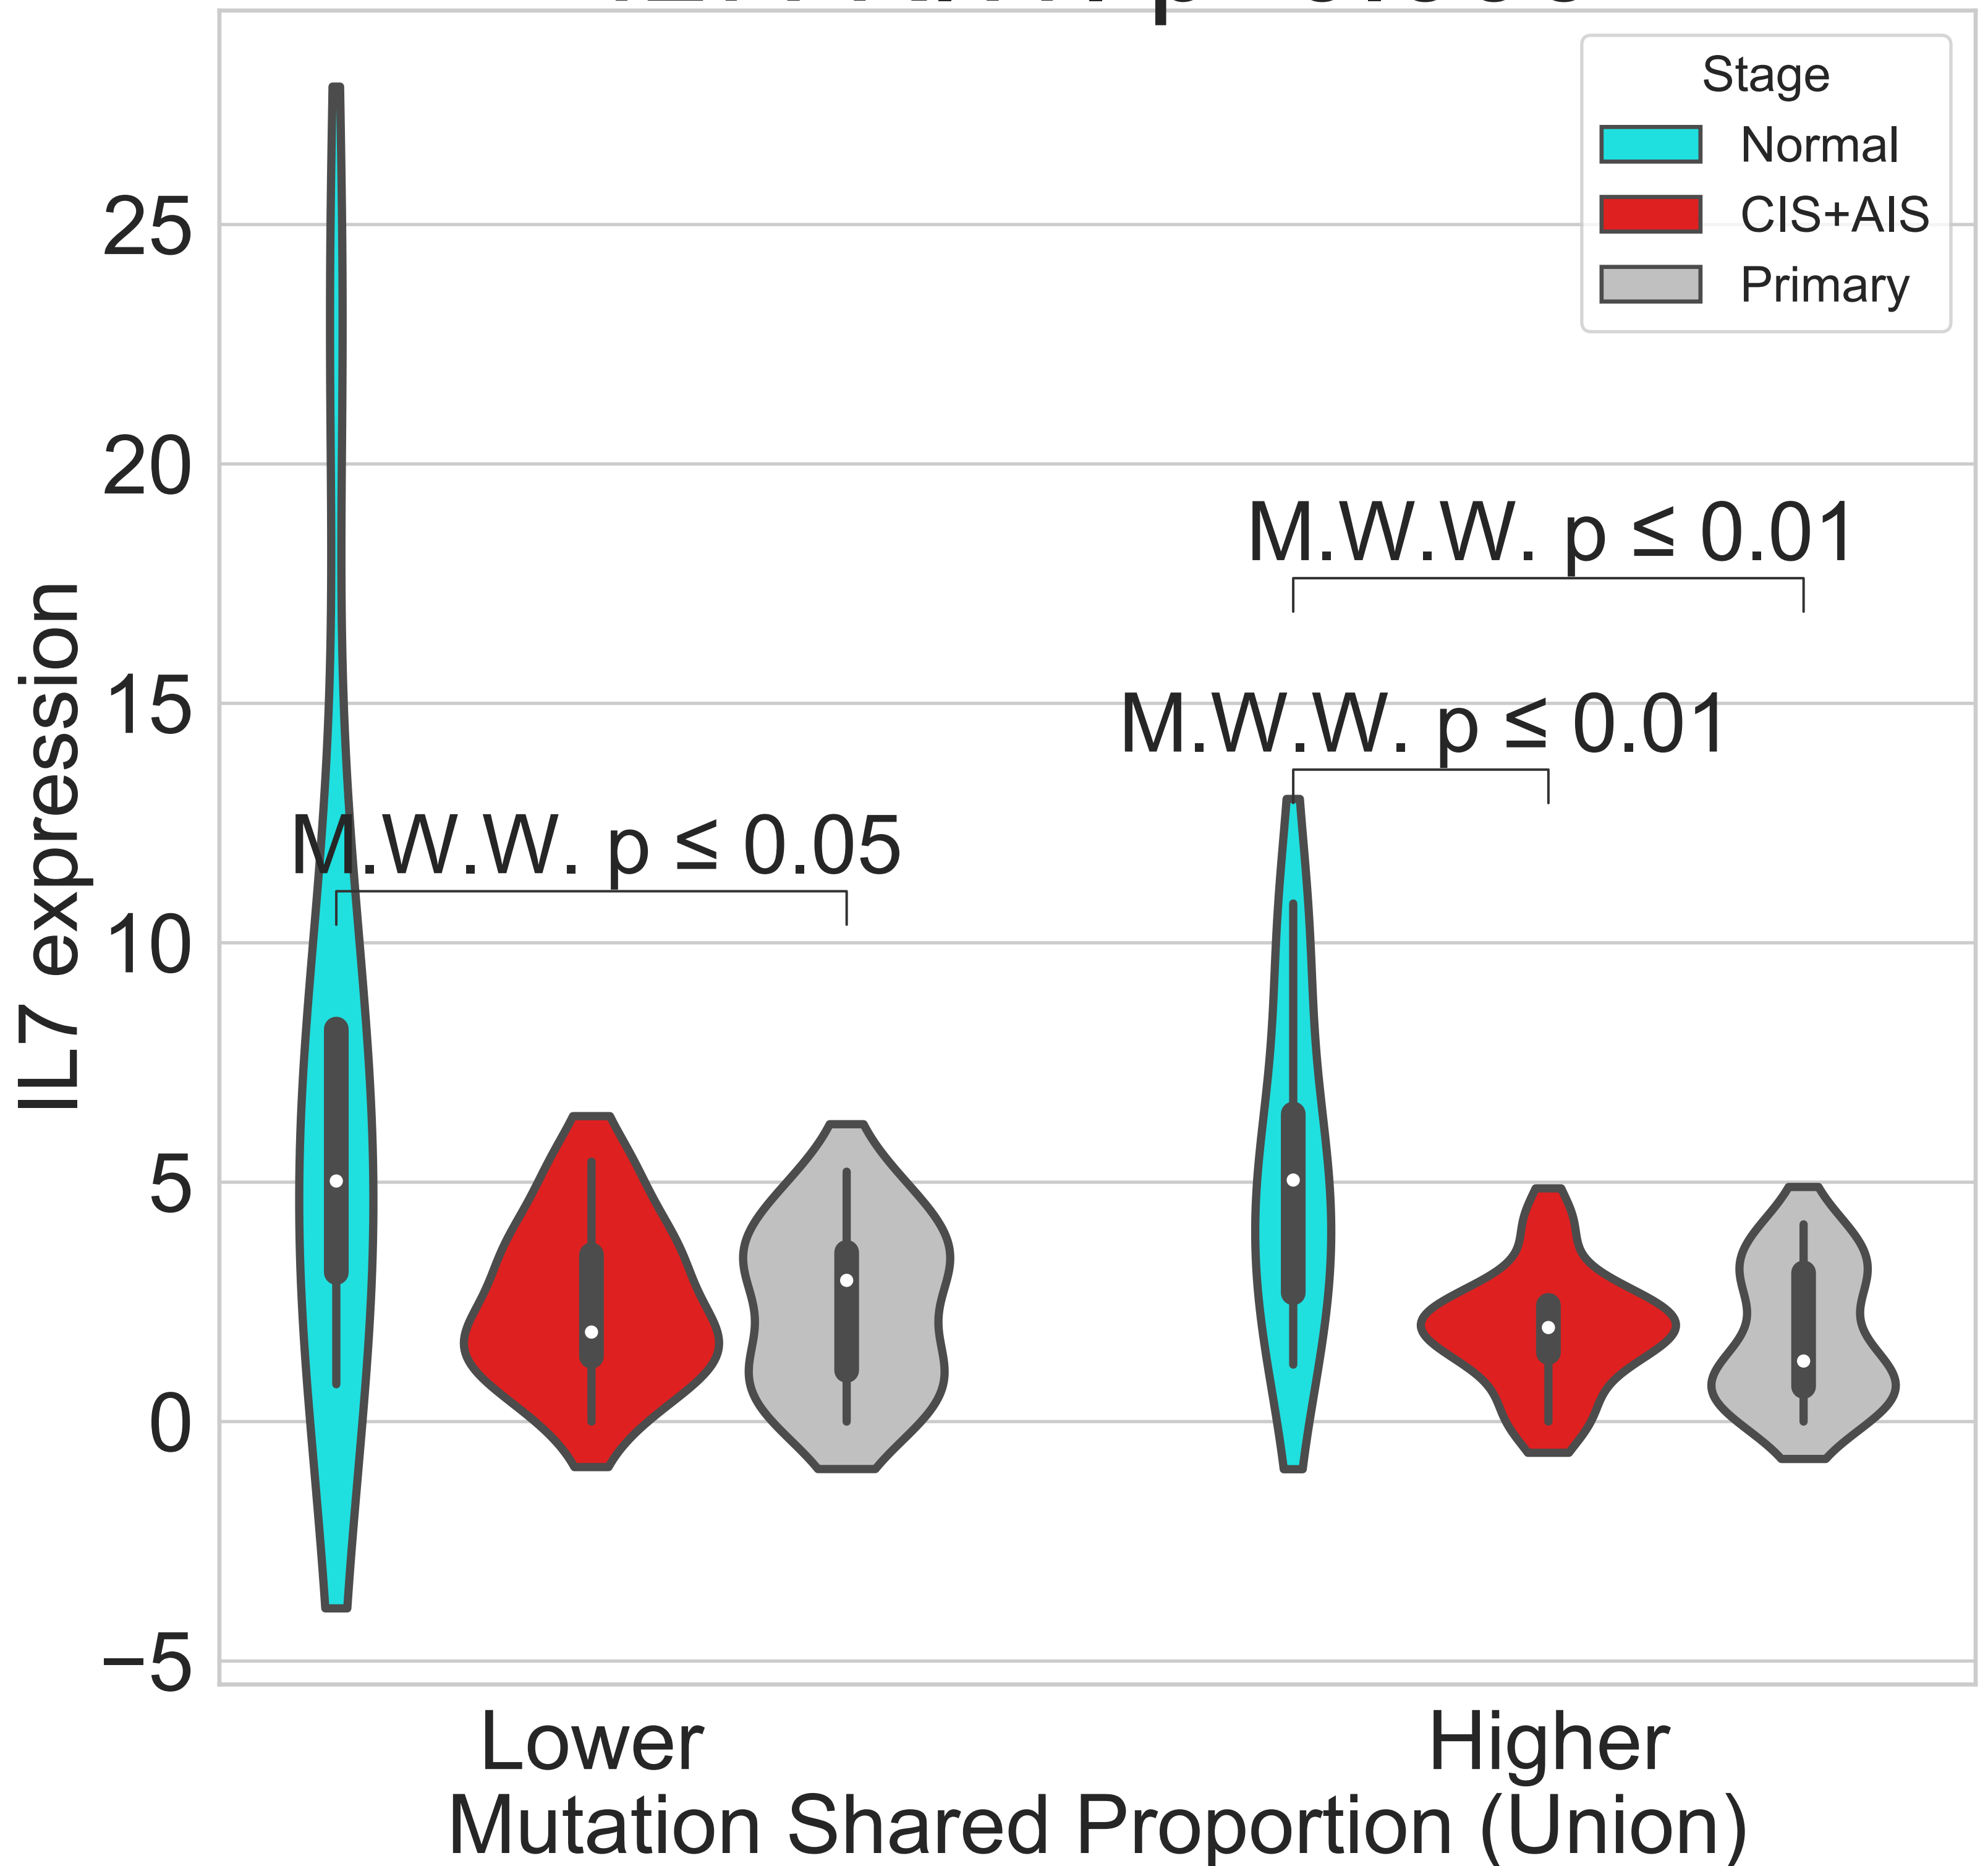 Stage
Normal
CIS+AIS
Primary
25
20
15
10
5
0
−5
IL7 expression
M.W.W. p ≤ 0.01
M.W.W. p ≤ 0.01
M.W.W. p ≤ 0.05
Lower
Higher
Mutation Shared Proportion (Union)